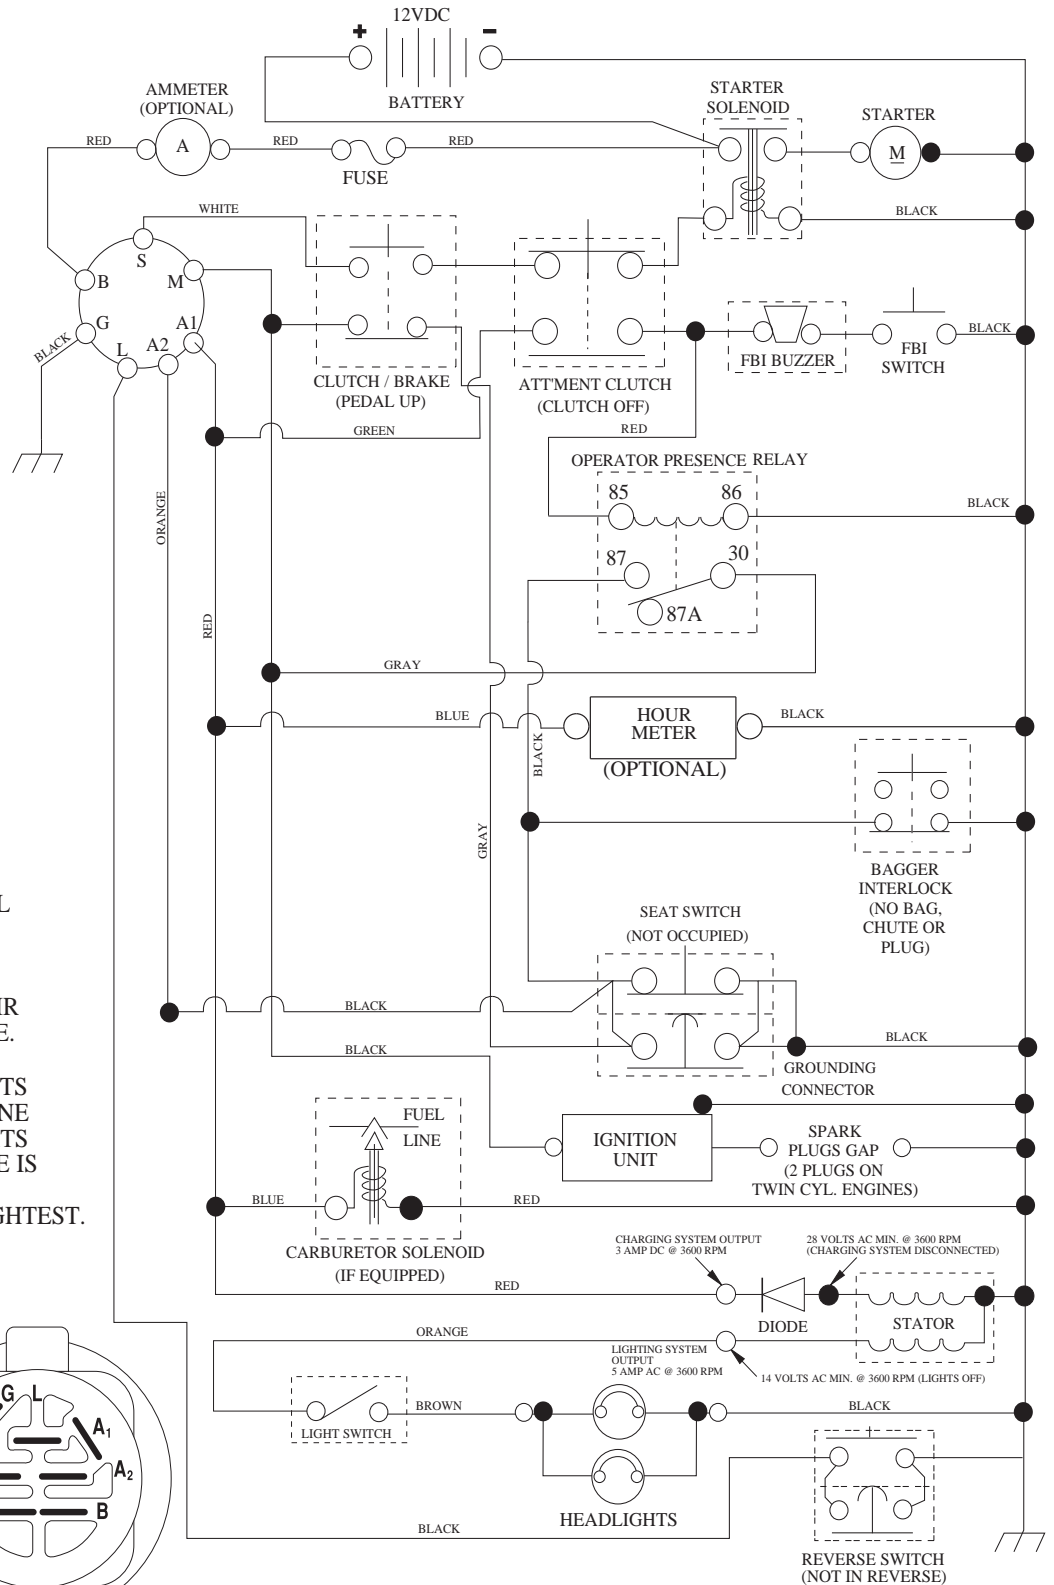 12VDC
+
-
BATTERY
AMMETER
(OPTIONAL)
STARTER
SOLENOID
STARTER
RED
A
RED
FUSE
RED
M
WHITE
BLACK
S
B
M
G
A1
L
A2
BLACK
CLUTCH / BRAKE
(PEDAL UP)
ATT'MENT CLUTCH
(CLUTCH OFF)
FBI BUZZER
FBI
SWITCH
BLACK
GREEN
RED
OPERATOR PRESENCE RELAY
85
86
BLACK
87
30
87A
ORANGE
RED
GRAY
BLUE
HOUR
METER
(OPTIONAL)
BLACK
BLACK
GRAY
BAGGER
INTERLOCK
(NO BAG,
CHUTE OR
PLUG)
L
SEAT SWITCH
(NOT OCCUPIED)
IR
E.
BLACK
BLACK
BLACK
GROUNDING
CONNECTOR
TS
NE
TS
E IS
GHTEST.
FUEL
LINE
IGNITION
UNIT
SPARK
PLUGS GAP
(2 PLUGS ON
TWIN CYL. ENGINES)
BLUE
RED
CARBURETOR SOLENOID
(IF EQUIPPED)
CHARGING SYSTEM OUTPUT
3 AMP DC @ 3600 RPM
28 VOLTS AC MIN. @ 3600 RPM
(CHARGING SYSTEM DISCONNECTED)
RED
DIODE
STATOR
ORANGE
LIGHTING SYSTEM
OUTPUT
5 AMP AC @ 3600 RPM
14 VOLTS AC MIN. @ 3600 RPM (LIGHTS OFF)
BROWN
LIGHT SWITCH
BLACK
HEADLIGHTS
BLACK
REVERSE SWITCH
(NOT IN REVERSE)
G L
A1
A2
B